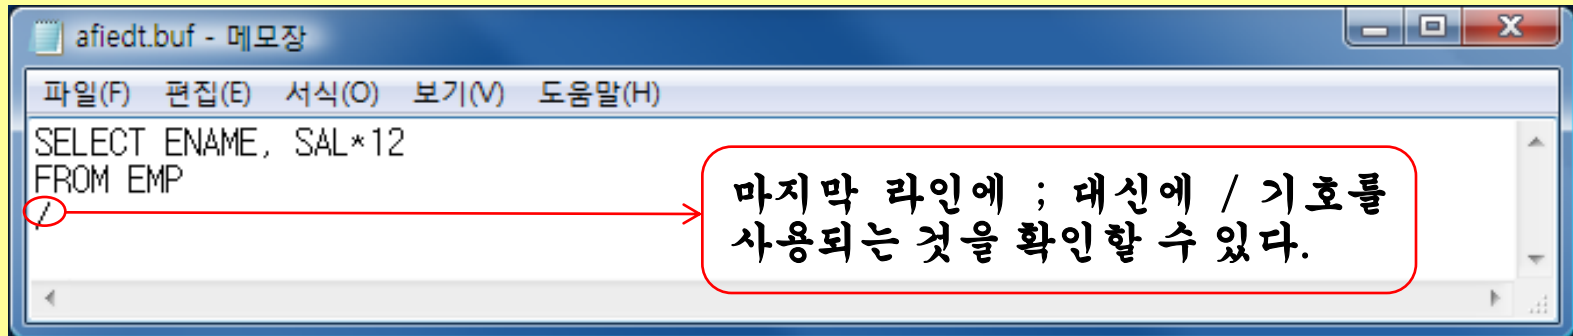 afiedt.buf - 메모장
파일(F) 편집(E) 서식(O) 보기(V) 도움말(H)
SELECT ENAME, SAL*12
FROM EMP
/
마지막 라인에 ; 대신에 / 기호를
사용되는 것을 확인할 수 있다.